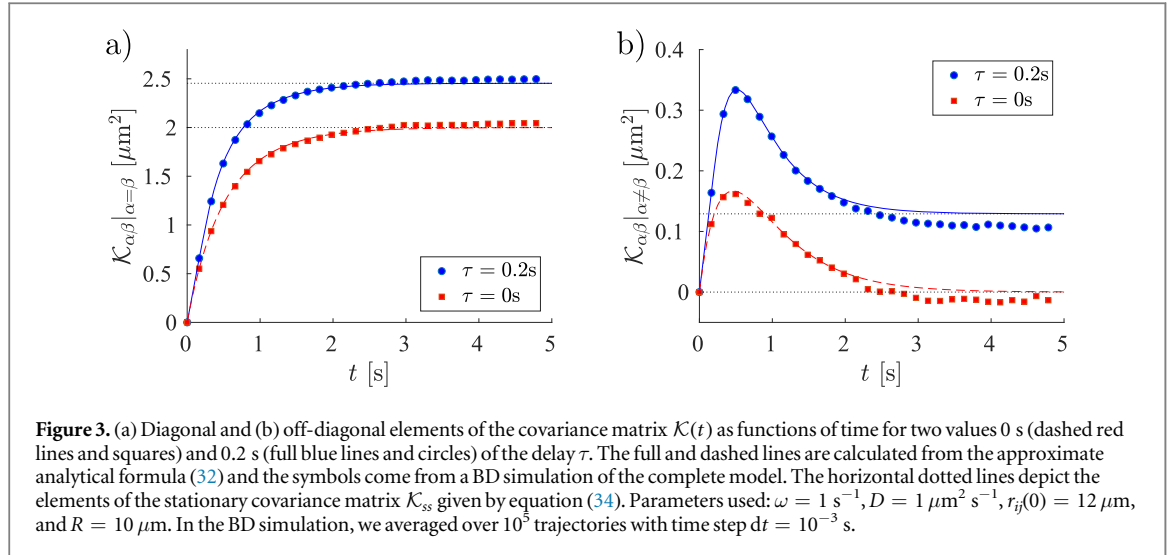 a)
b)
𝒦αβ|α=β [μm²]
2.5
2
1.5
1
0.5
0
0 1 2 3 4 5
t [s]
τ = 0.2s
τ = 0s
𝒦αβ|α≠β [μm²]
0.4
0.3
0.2
0.1
0
0 1 2 3 4 5
t [s]
τ = 0.2s
τ = 0s
Figure 3. (a) Diagonal and (b) off-diagonal elements of the covariance matrix 𝒦(t) as functions of time for two values 0 s (dashed red
lines and squares) and 0.2 s (full blue lines and circles) of the delay τ. The full and dashed lines are calculated from the approximate
analytical formula (32) and the symbols come from a BD simulation of the complete model. The horizontal dotted lines depict the
elements of the stationary covariance matrix 𝒦ss given by equation (34). Parameters used: ω = 1 s⁻¹, D = 1 μm² s⁻¹, rij(0) = 12 μm,
and R = 10 μm. In the BD simulation, we averaged over 10⁵ trajectories with time step dt = 10⁻³ s.